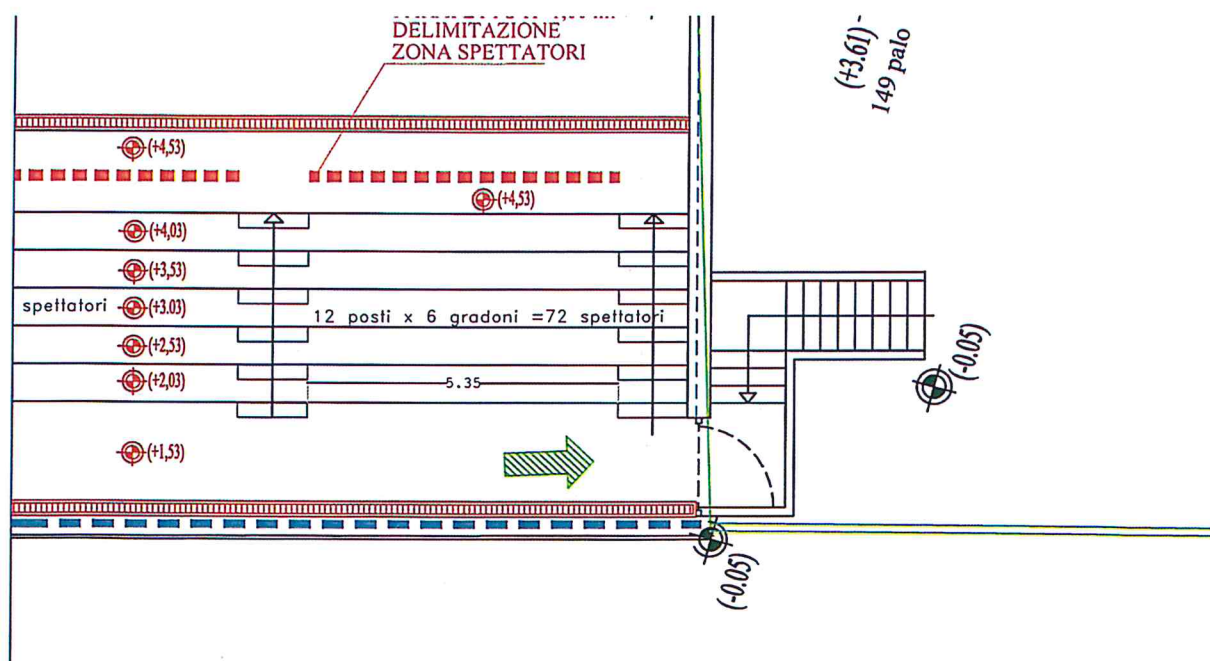 DELIMITAZIONE
ZONA SPETTATORI
(+3.61)
149 palo
(+4,53)
(+4,53)
(+4,03)
(+3,53)
spettatori
(+3.03)
12 posti x 6 gradoni =72 spettatori
(+2,53)
(+2,03)
5.35
(-0.05)
(+1,53)
(-0.05)